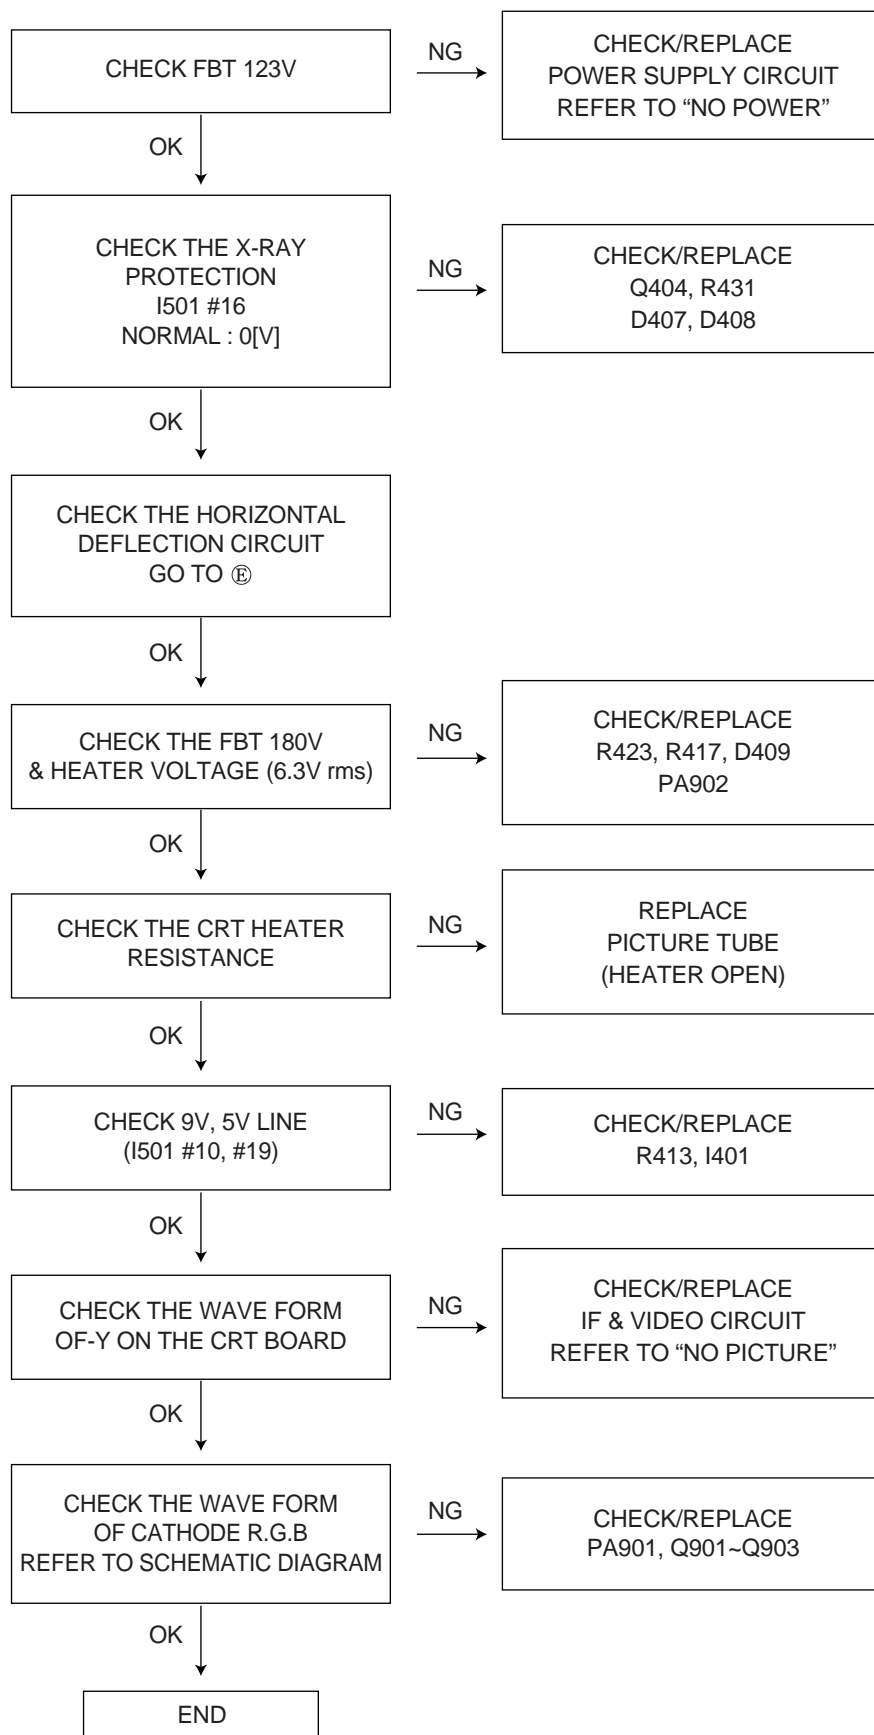 CHECK FBT 123V
NG
CHECK/REPLACE
POWER SUPPLY CIRCUIT
REFER TO “NO POWER”
OK
CHECK THE X-RAY
PROTECTION
I501 #16
NORMAL : 0[V]
NG
CHECK/REPLACE
Q404, R431
D407, D408
OK
CHECK THE HORIZONTAL
DEFLECTION CIRCUIT
GO TO Ⓔ
OK
CHECK THE FBT 180V
& HEATER VOLTAGE (6.3V rms)
NG
CHECK/REPLACE
R423, R417, D409
PA902
OK
CHECK THE CRT HEATER
RESISTANCE
NG
REPLACE
PICTURE TUBE
(HEATER OPEN)
OK
CHECK 9V, 5V LINE
(I501 #10, #19)
NG
CHECK/REPLACE
R413, I401
OK
CHECK THE WAVE FORM
OF-Y ON THE CRT BOARD
NG
CHECK/REPLACE
IF & VIDEO CIRCUIT
REFER TO “NO PICTURE”
OK
CHECK THE WAVE FORM
OF CATHODE R.G.B
REFER TO SCHEMATIC DIAGRAM
NG
CHECK/REPLACE
PA901, Q901~Q903
OK
END